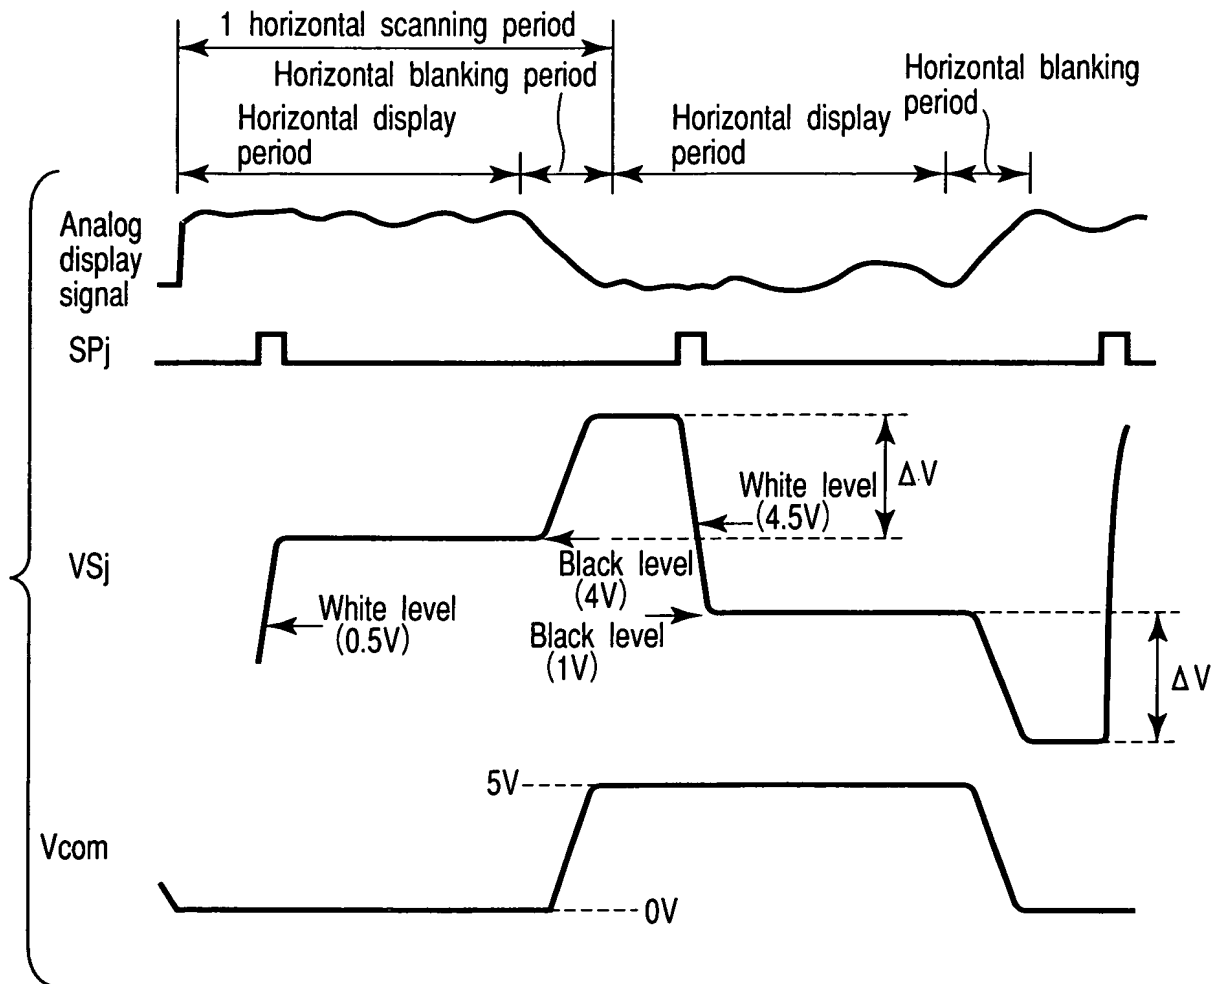 1 horizontal scanning period
Horizontal blanking period
Horizontal display
period
Horizontal display
period
Horizontal blanking
period
Analog
display
signal
SPj
VSj
White level
(0.5V)
Black level
(4V)
Black level
(1V)
White level
(4.5V)
ΔV
ΔV
Vcom
5V
0V